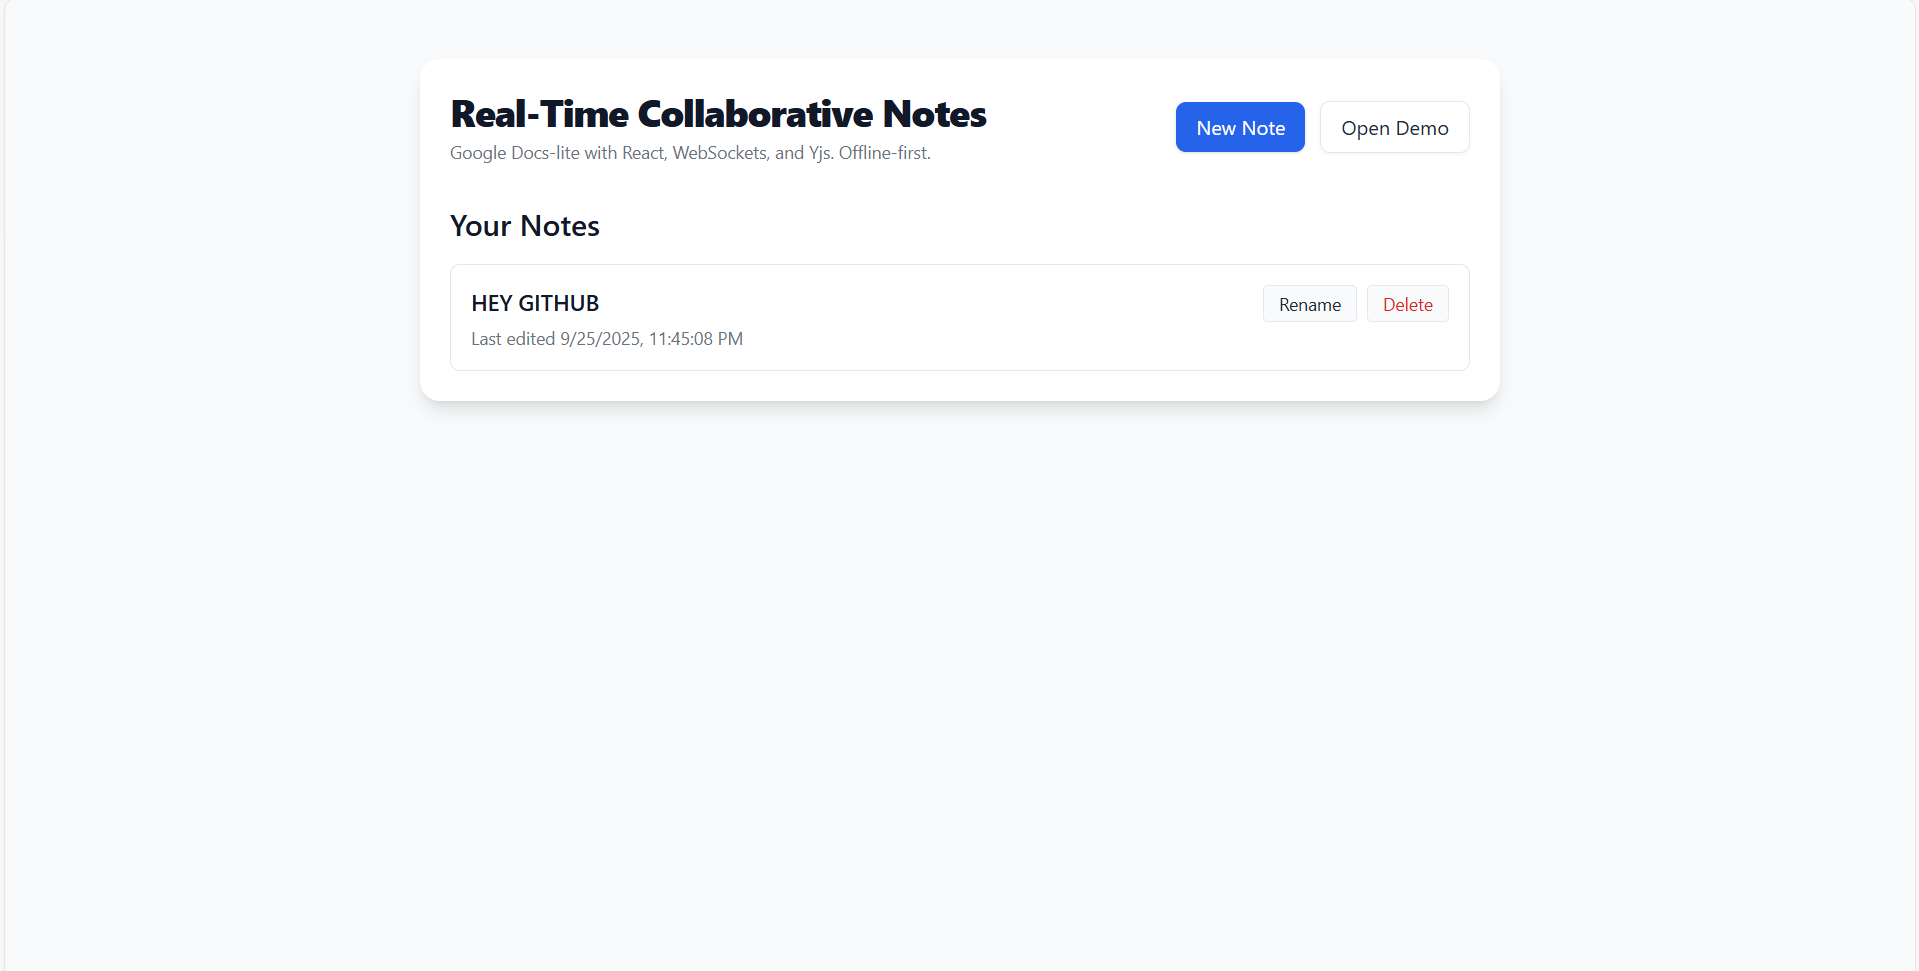 Real-Time Collaborative Notes
Google Docs-lite with React, WebSockets, and Yjs. Offline-first.
New Note
Open Demo
Your Notes
HEY GITHUB
Last edited 9/25/2025, 11:45:08 PM
Rename
Delete